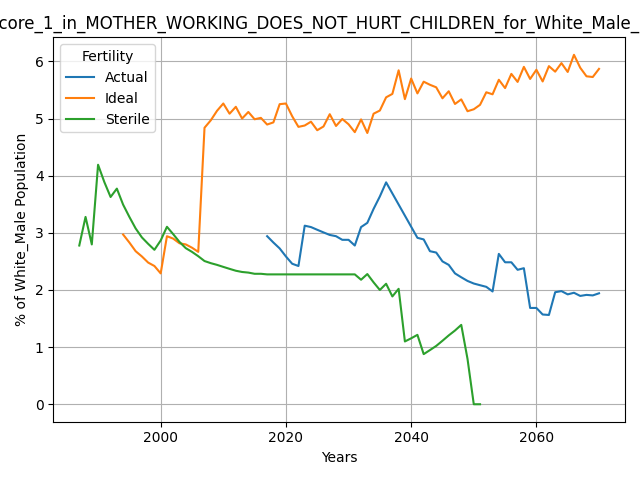 core_1_in_MOTHER_WORKING_DOES_NOT_HURT_CHILDREN_for_White_Male_
Fertility
Actual
Ideal
Sterile
% of White_Male Population
6
5
4
3
2
1
0
2000
2020
2040
2060
Years